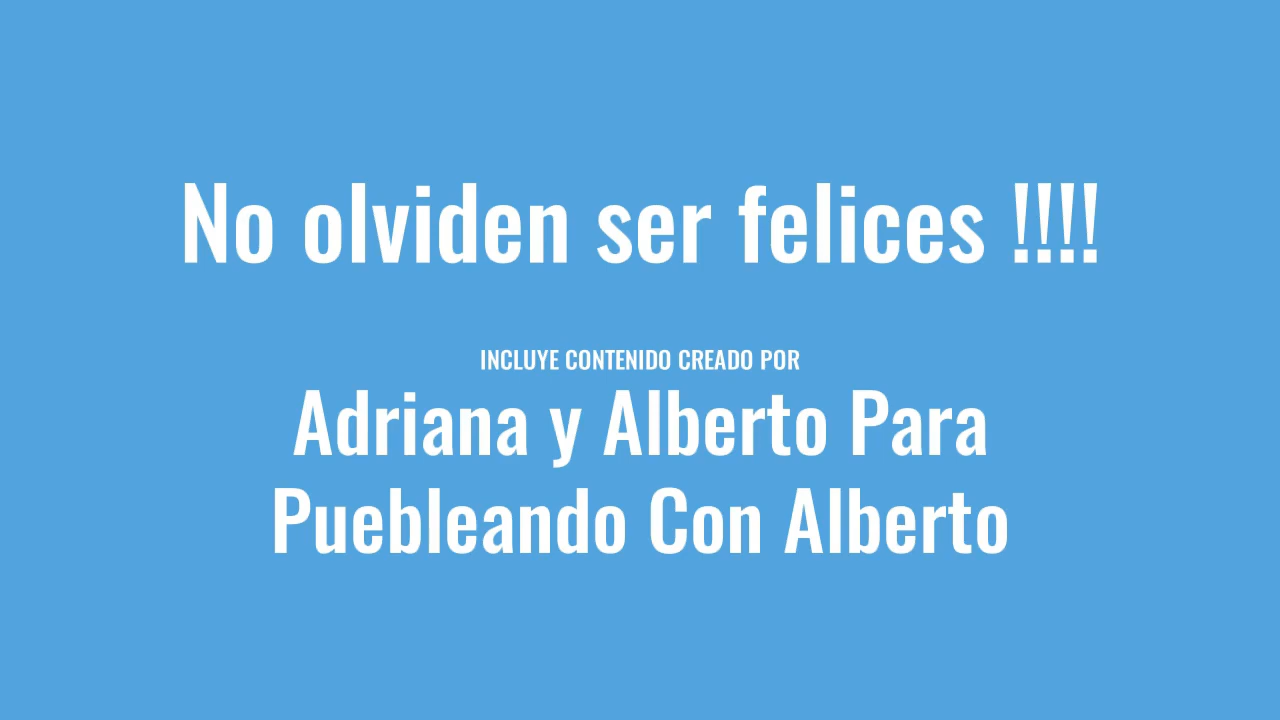 No olviden ser felices !!!!
INCLUYE CONTENIDO CREADO POR
Adriana y Alberto Para
Puebleando Con Alberto